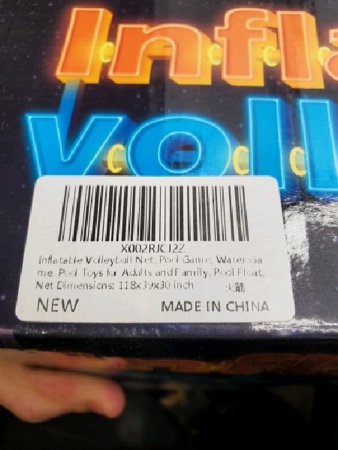 Infl
voll
X002RJCJ2Z
Inflatable Volleyball Net, Pool Game, Water Ga
me, Pool Toys for Adults and Family, Pool Float,
Net Dimensions: 118x39x30 inch
NEW
MADE IN CHINA